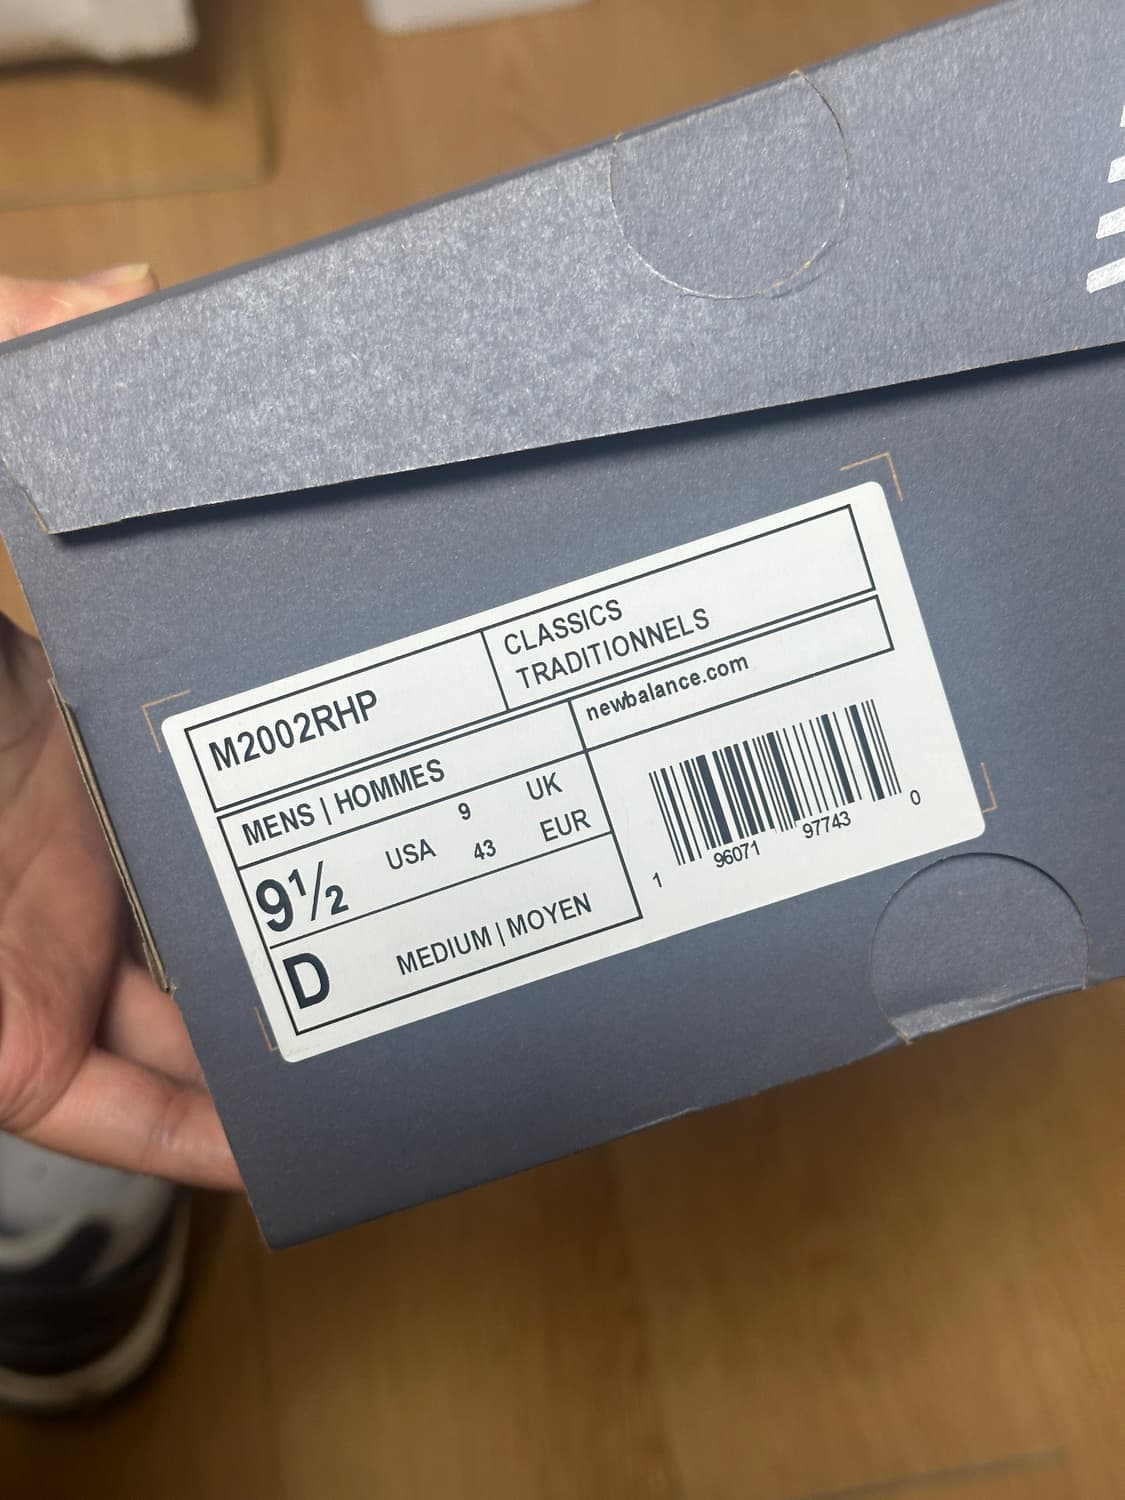 M2002RHP
CLASSICS
TRADITIONNELS
MENS | HOMMES
newbalance.com
9½ USA 9 UK
43 EUR
D MEDIUM | MOYEN
1 96071 97743 0